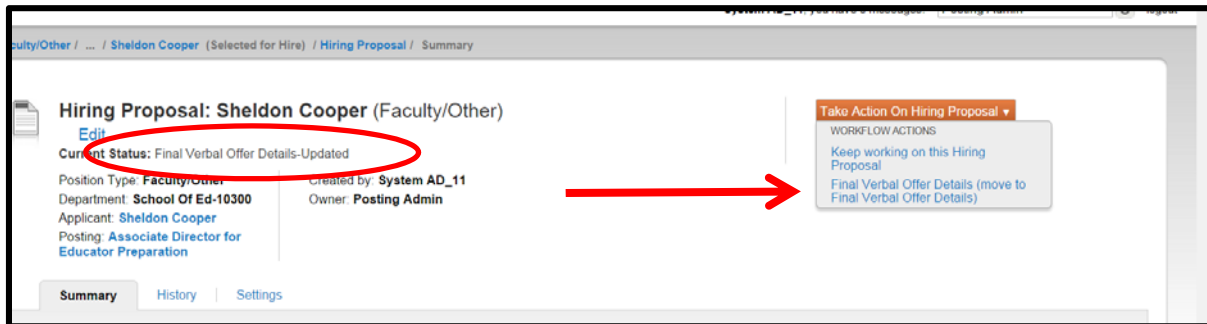 culty/Other / ... / Sheldon Cooper (Selected for Hire) / Hiring Proposal / Summary
Hiring Proposal: Sheldon Cooper (Faculty/Other)
Edit
Current Status: Final Verbal Offer Details-Updated
Position Type: Faculty/Other
Department: School Of Ed-10300
Applicant: Sheldon Cooper
Posting: Associate Director for
Educator Preparation
Created by: System AD_11
Owner: Posting Admin
Take Action On Hiring Proposal
WORKFLOW ACTIONS
Keep working on this Hiring
Proposal
Final Verbal Offer Details (move to
Final Verbal Offer Details)
Summary
History
Settings